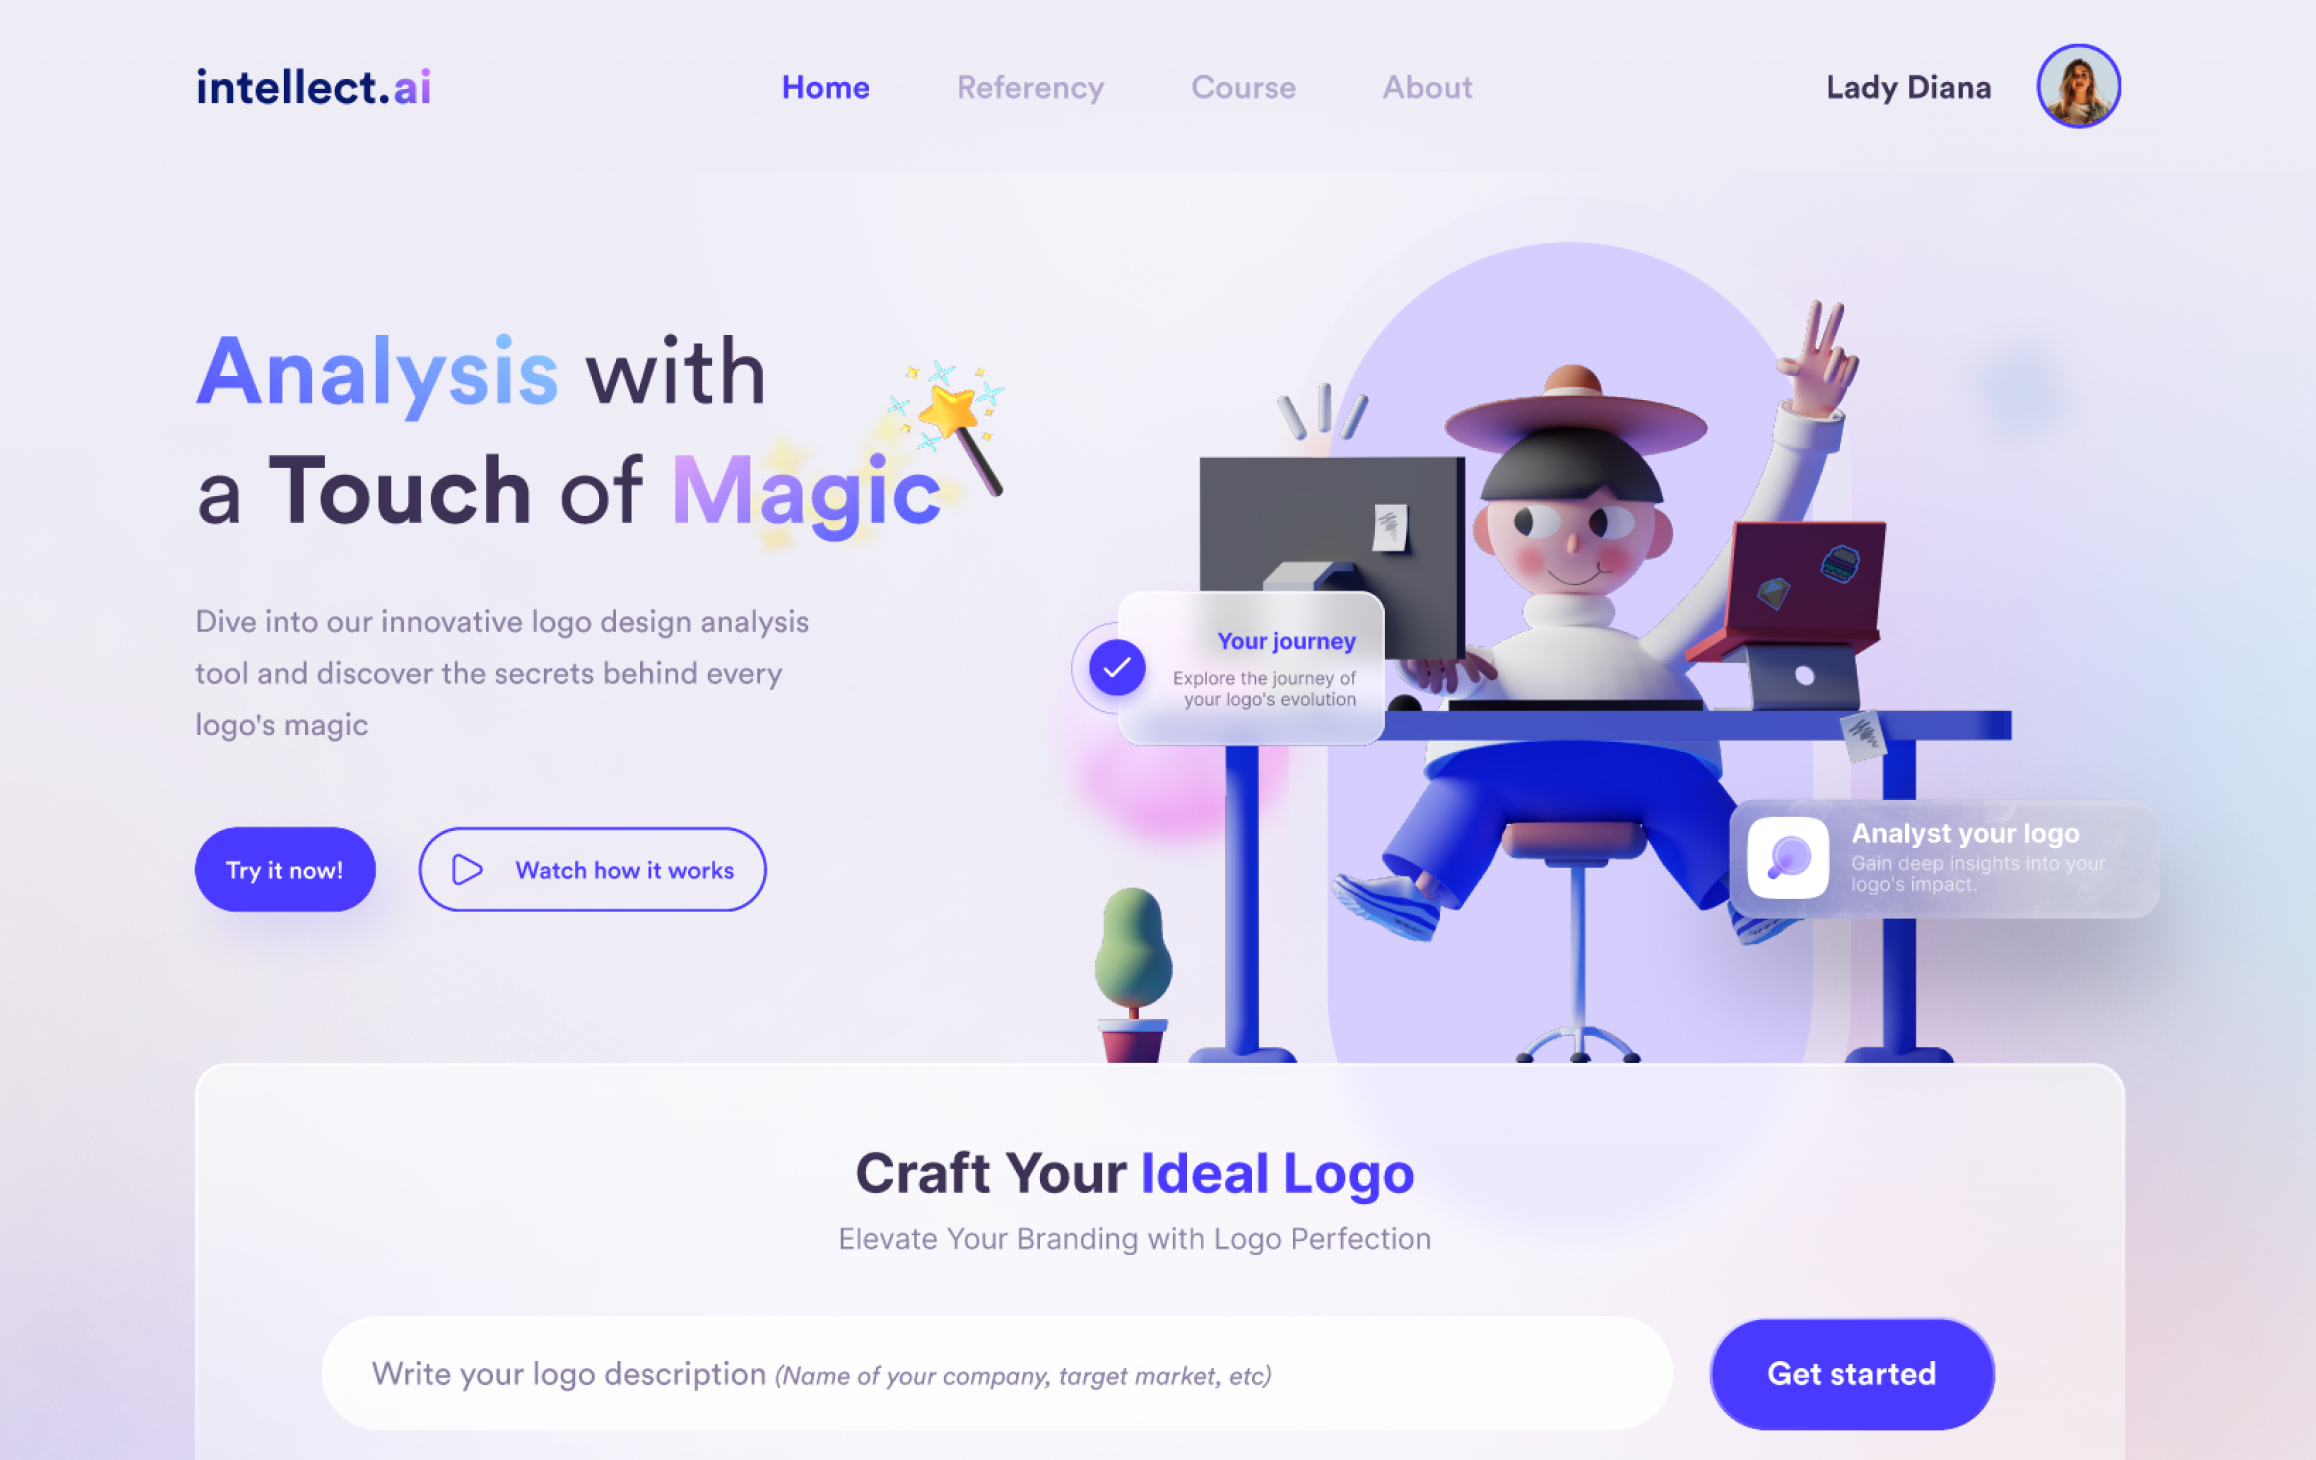 intellect.ai
Home
Referency
Course
About
Lady Diana
Analysis with
a Touch of Magic
Dive into our innovative logo design analysis
tool and discover the secrets behind every
logo's magic
Try it now!
Watch how it works
Your journey
Explore the journey of
your logo's evolution
Analyst your logo
Gain deep insights into your
logo's impact.
Craft Your Ideal Logo
Elevate Your Branding with Logo Perfection
Write your logo description (Name of your company, target market, etc)
Get started